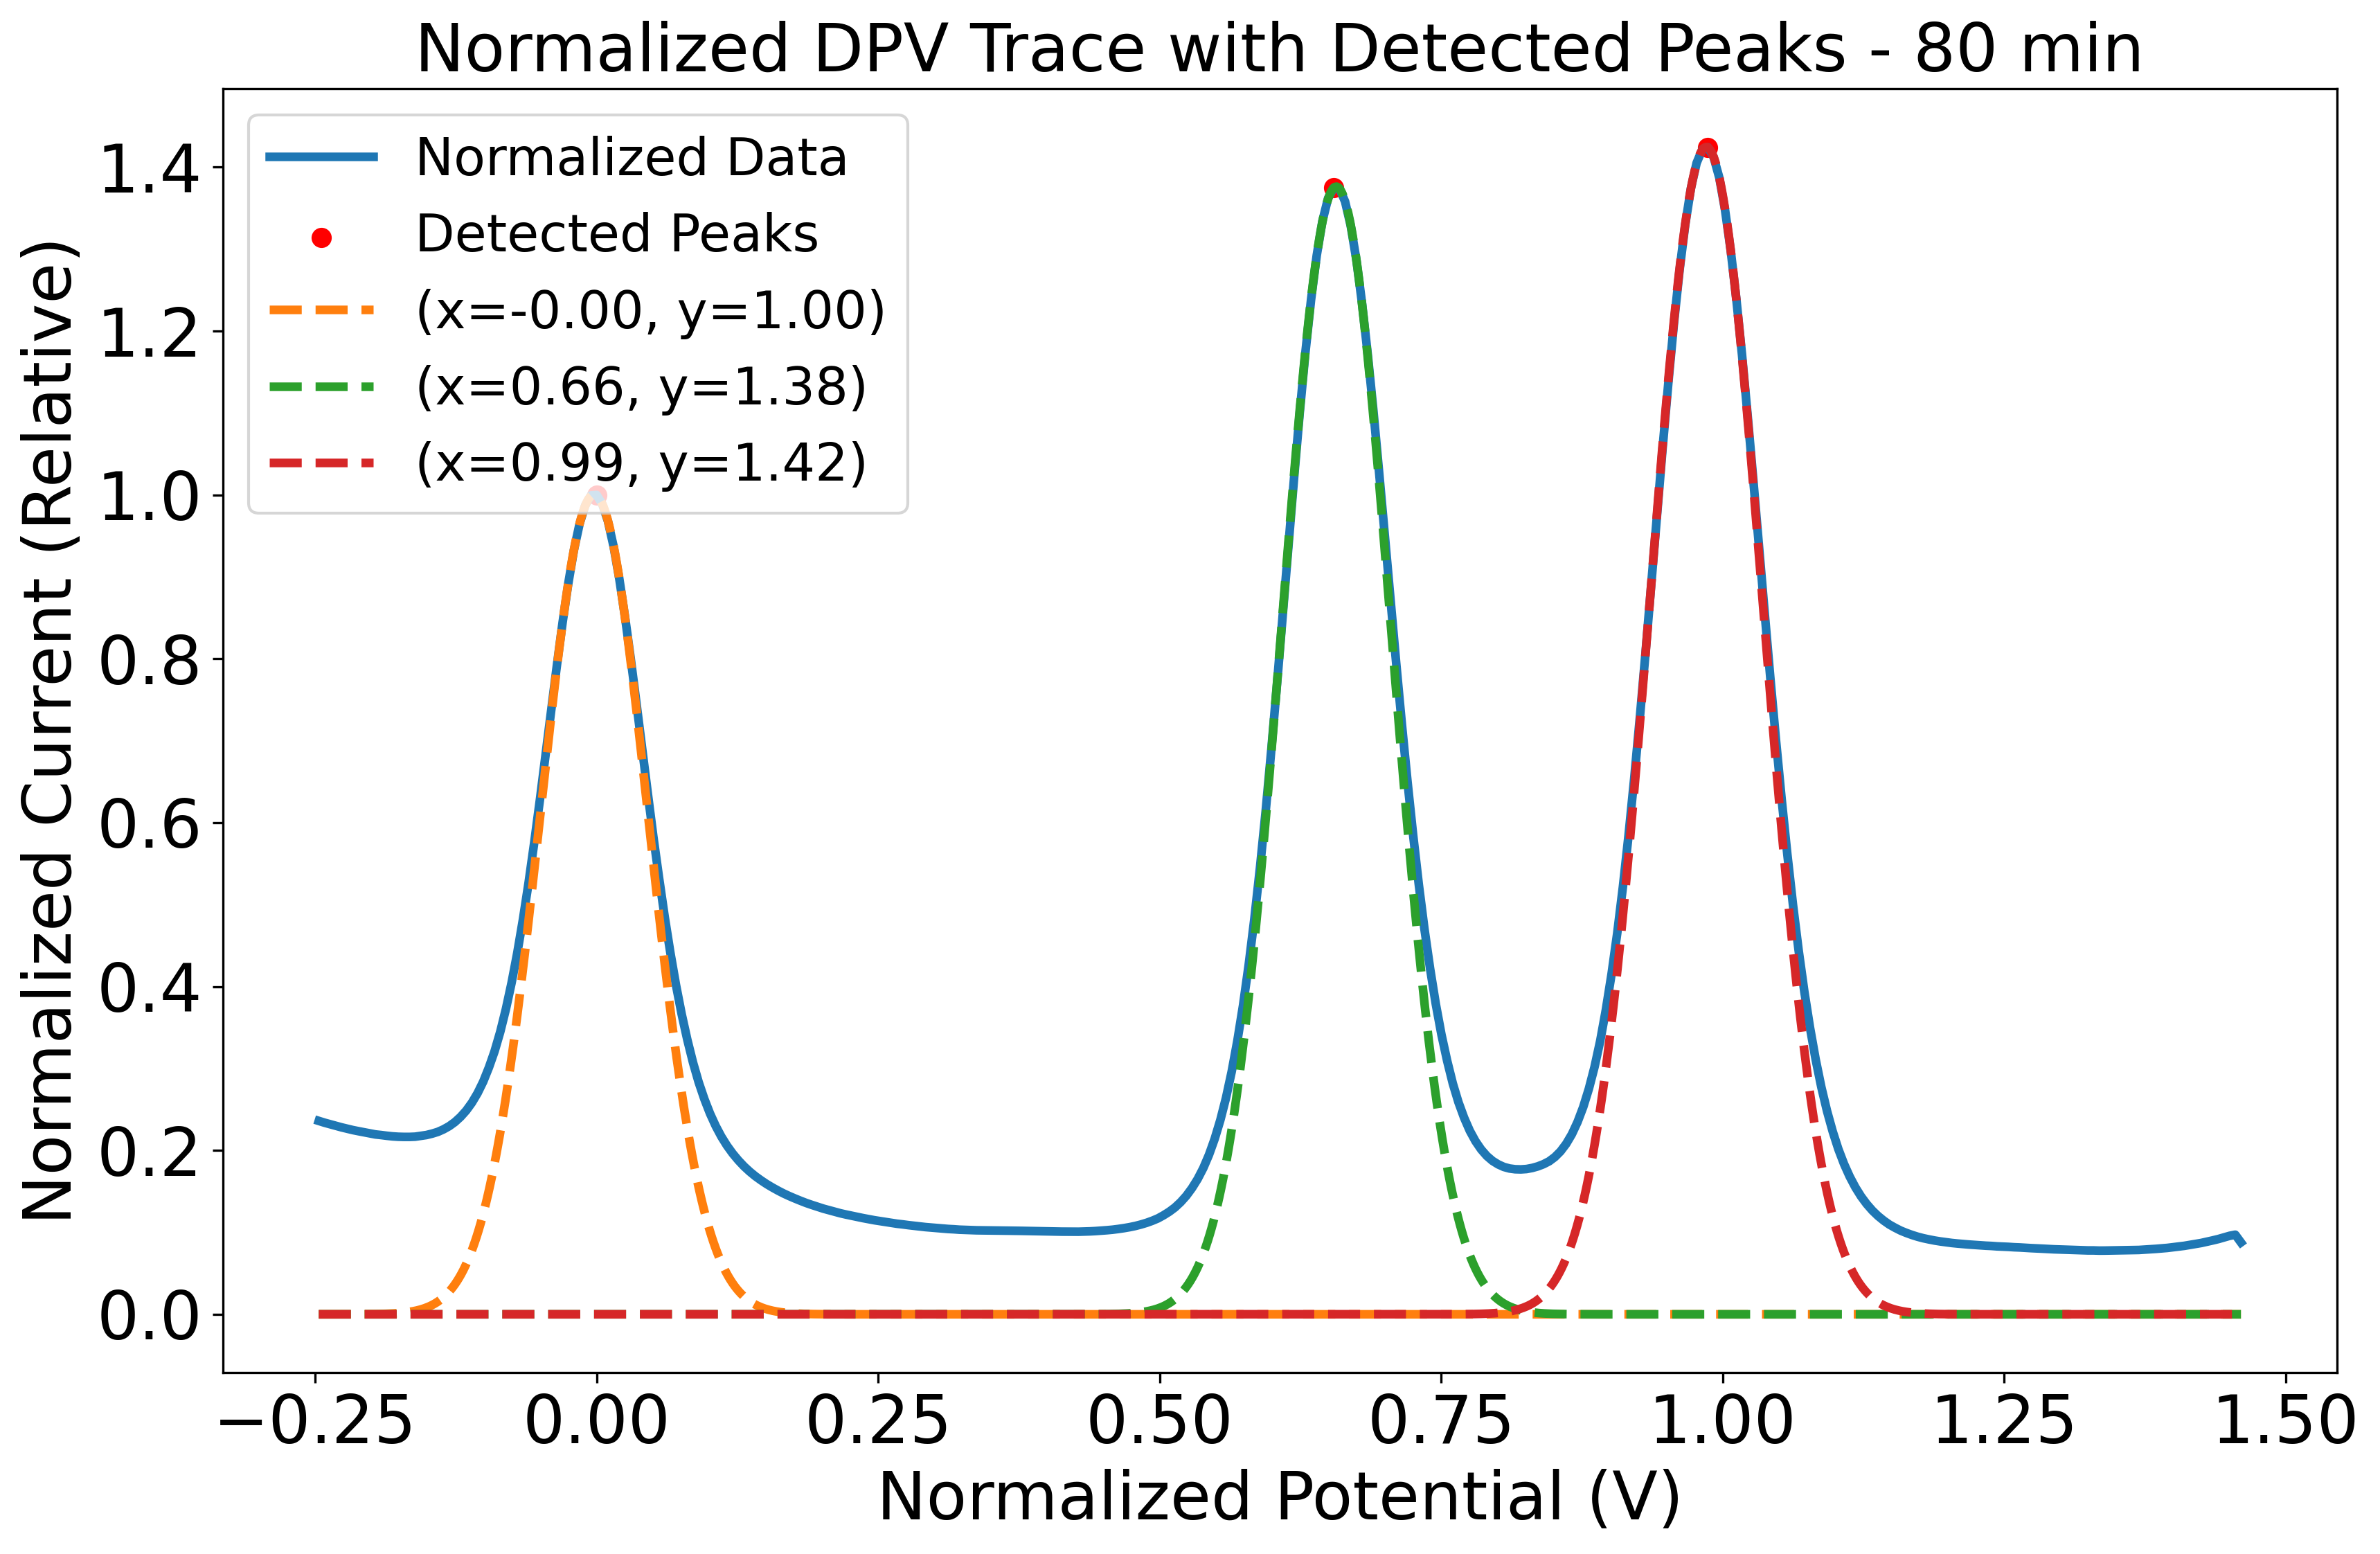 Normalized DPV Trace with Detected Peaks - 80 min
Normalized Data
Detected Peaks
(x=-0.00, y=1.00)
(x=0.66, y=1.38)
(x=0.99, y=1.42)
Normalized Current (Relative)
1.4
1.2
1.0
0.8
0.6
0.4
0.2
0.0
−0.25 0.00 0.25 0.50 0.75 1.00 1.25 1.50
Normalized Potential (V)